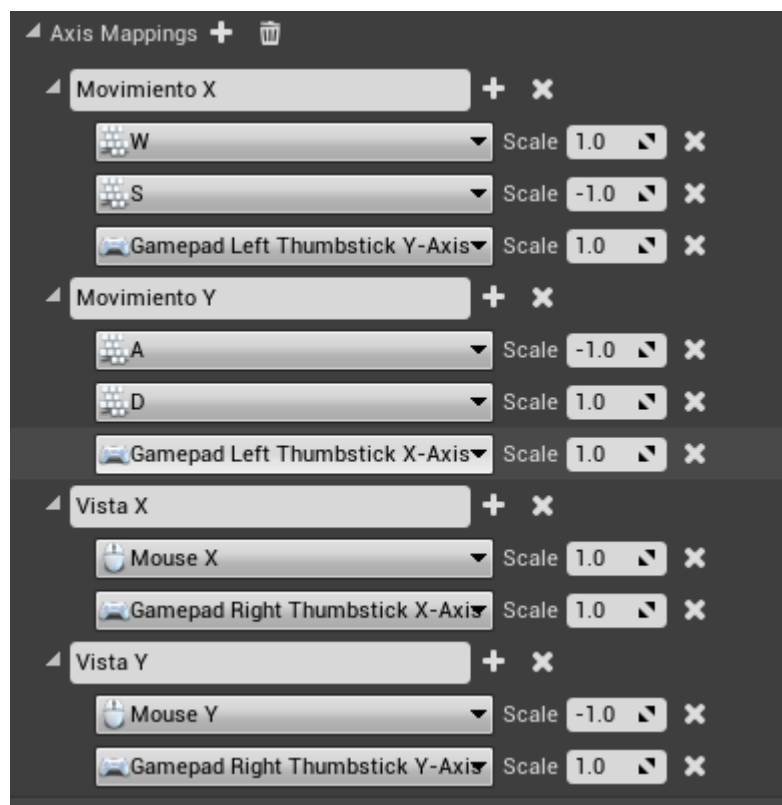 Axis Mappings
Movimiento X
W Scale 1.0
S Scale -1.0
Gamepad Left Thumbstick Y-Axis Scale 1.0
Movimiento Y
A Scale -1.0
D Scale 1.0
Gamepad Left Thumbstick X-Axis Scale 1.0
Vista X
Mouse X Scale 1.0
Gamepad Right Thumbstick X-Axis Scale 1.0
Vista Y
Mouse Y Scale -1.0
Gamepad Right Thumbstick Y-Axis Scale 1.0